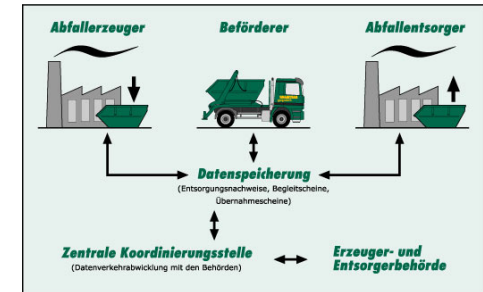 Abfallerzeuger
Beförderer
Abfallentsorger
Datenspeicherung
(Entsorgungsnachweise, Begleitscheine,
Übernahmescheine)
Zentrale Koordinierungsstelle
(Datenverkehrabwicklung mit den Behörden)
Erzeuger- und
Entsorgerbehörde